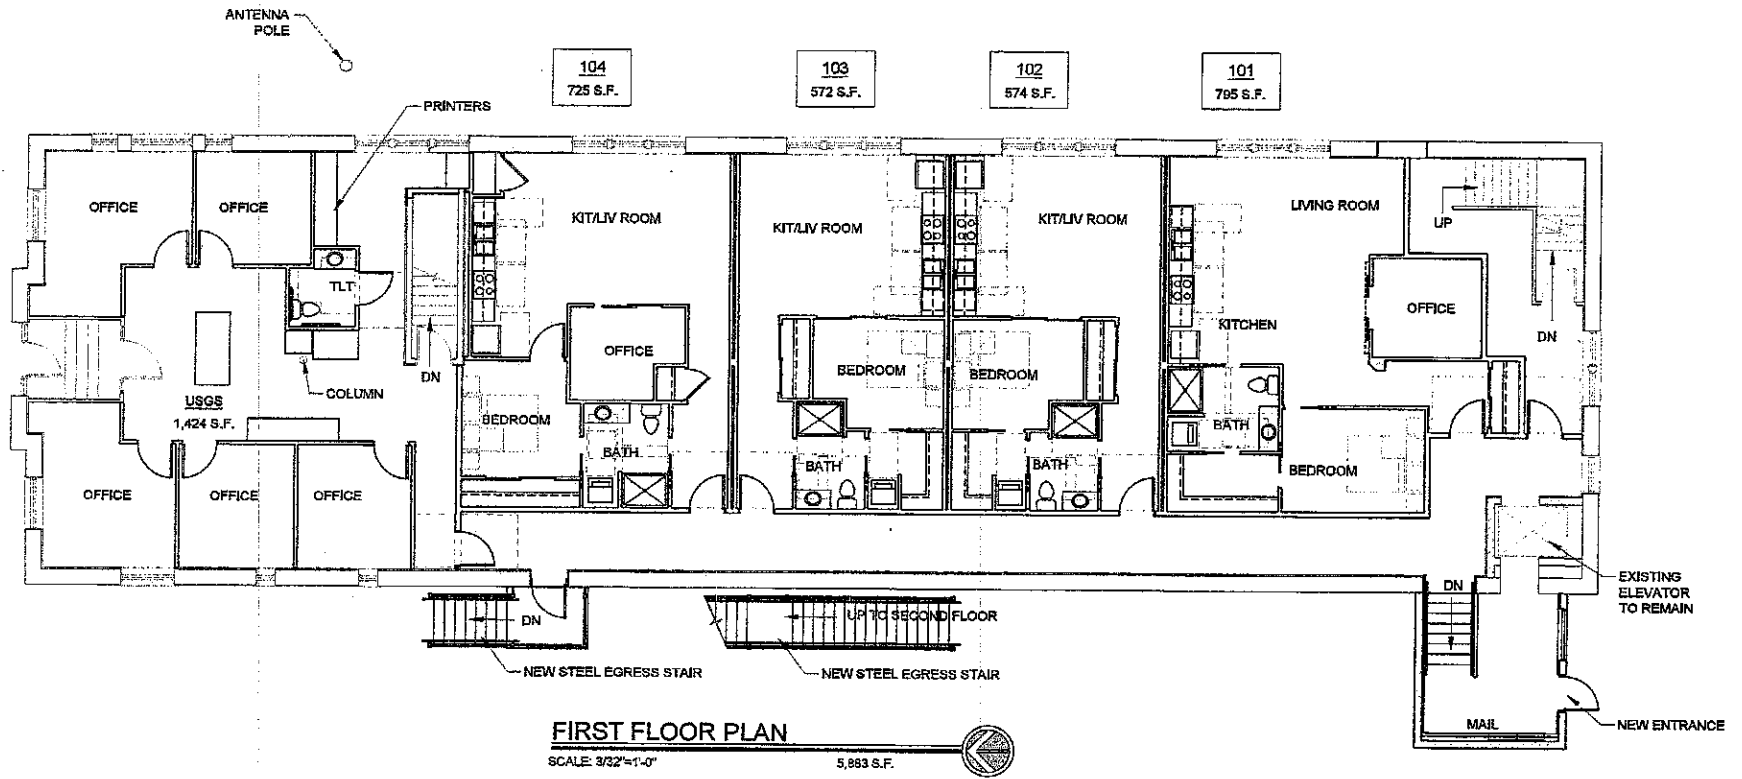 ANTENNA
POLE
104
725 S.F.
103
572 S.F.
102
574 S.F.
101
795 S.F.
PRINTERS
OFFICE
OFFICE
KIT/LIV ROOM
KIT/LIV ROOM
KIT/LIV ROOM
LIVING ROOM
UP
TLT
OFFICE
KITCHEN
OFFICE
DN
DN
BEDROOM
BEDROOM
COLUMN
USGS
1,424 S.F.
BEDROOM
BATH
BATH
BATH
BATH
BEDROOM
OFFICE
OFFICE
OFFICE
EXISTING
ELEVATOR
TO REMAIN
DN
DN
UP TO SECOND FLOOR
NEW STEEL EGRESS STAIR
NEW STEEL EGRESS STAIR
MAIL
NEW ENTRANCE
FIRST FLOOR PLAN
SCALE: 3/32"=1'-0"
5,883 S.F.